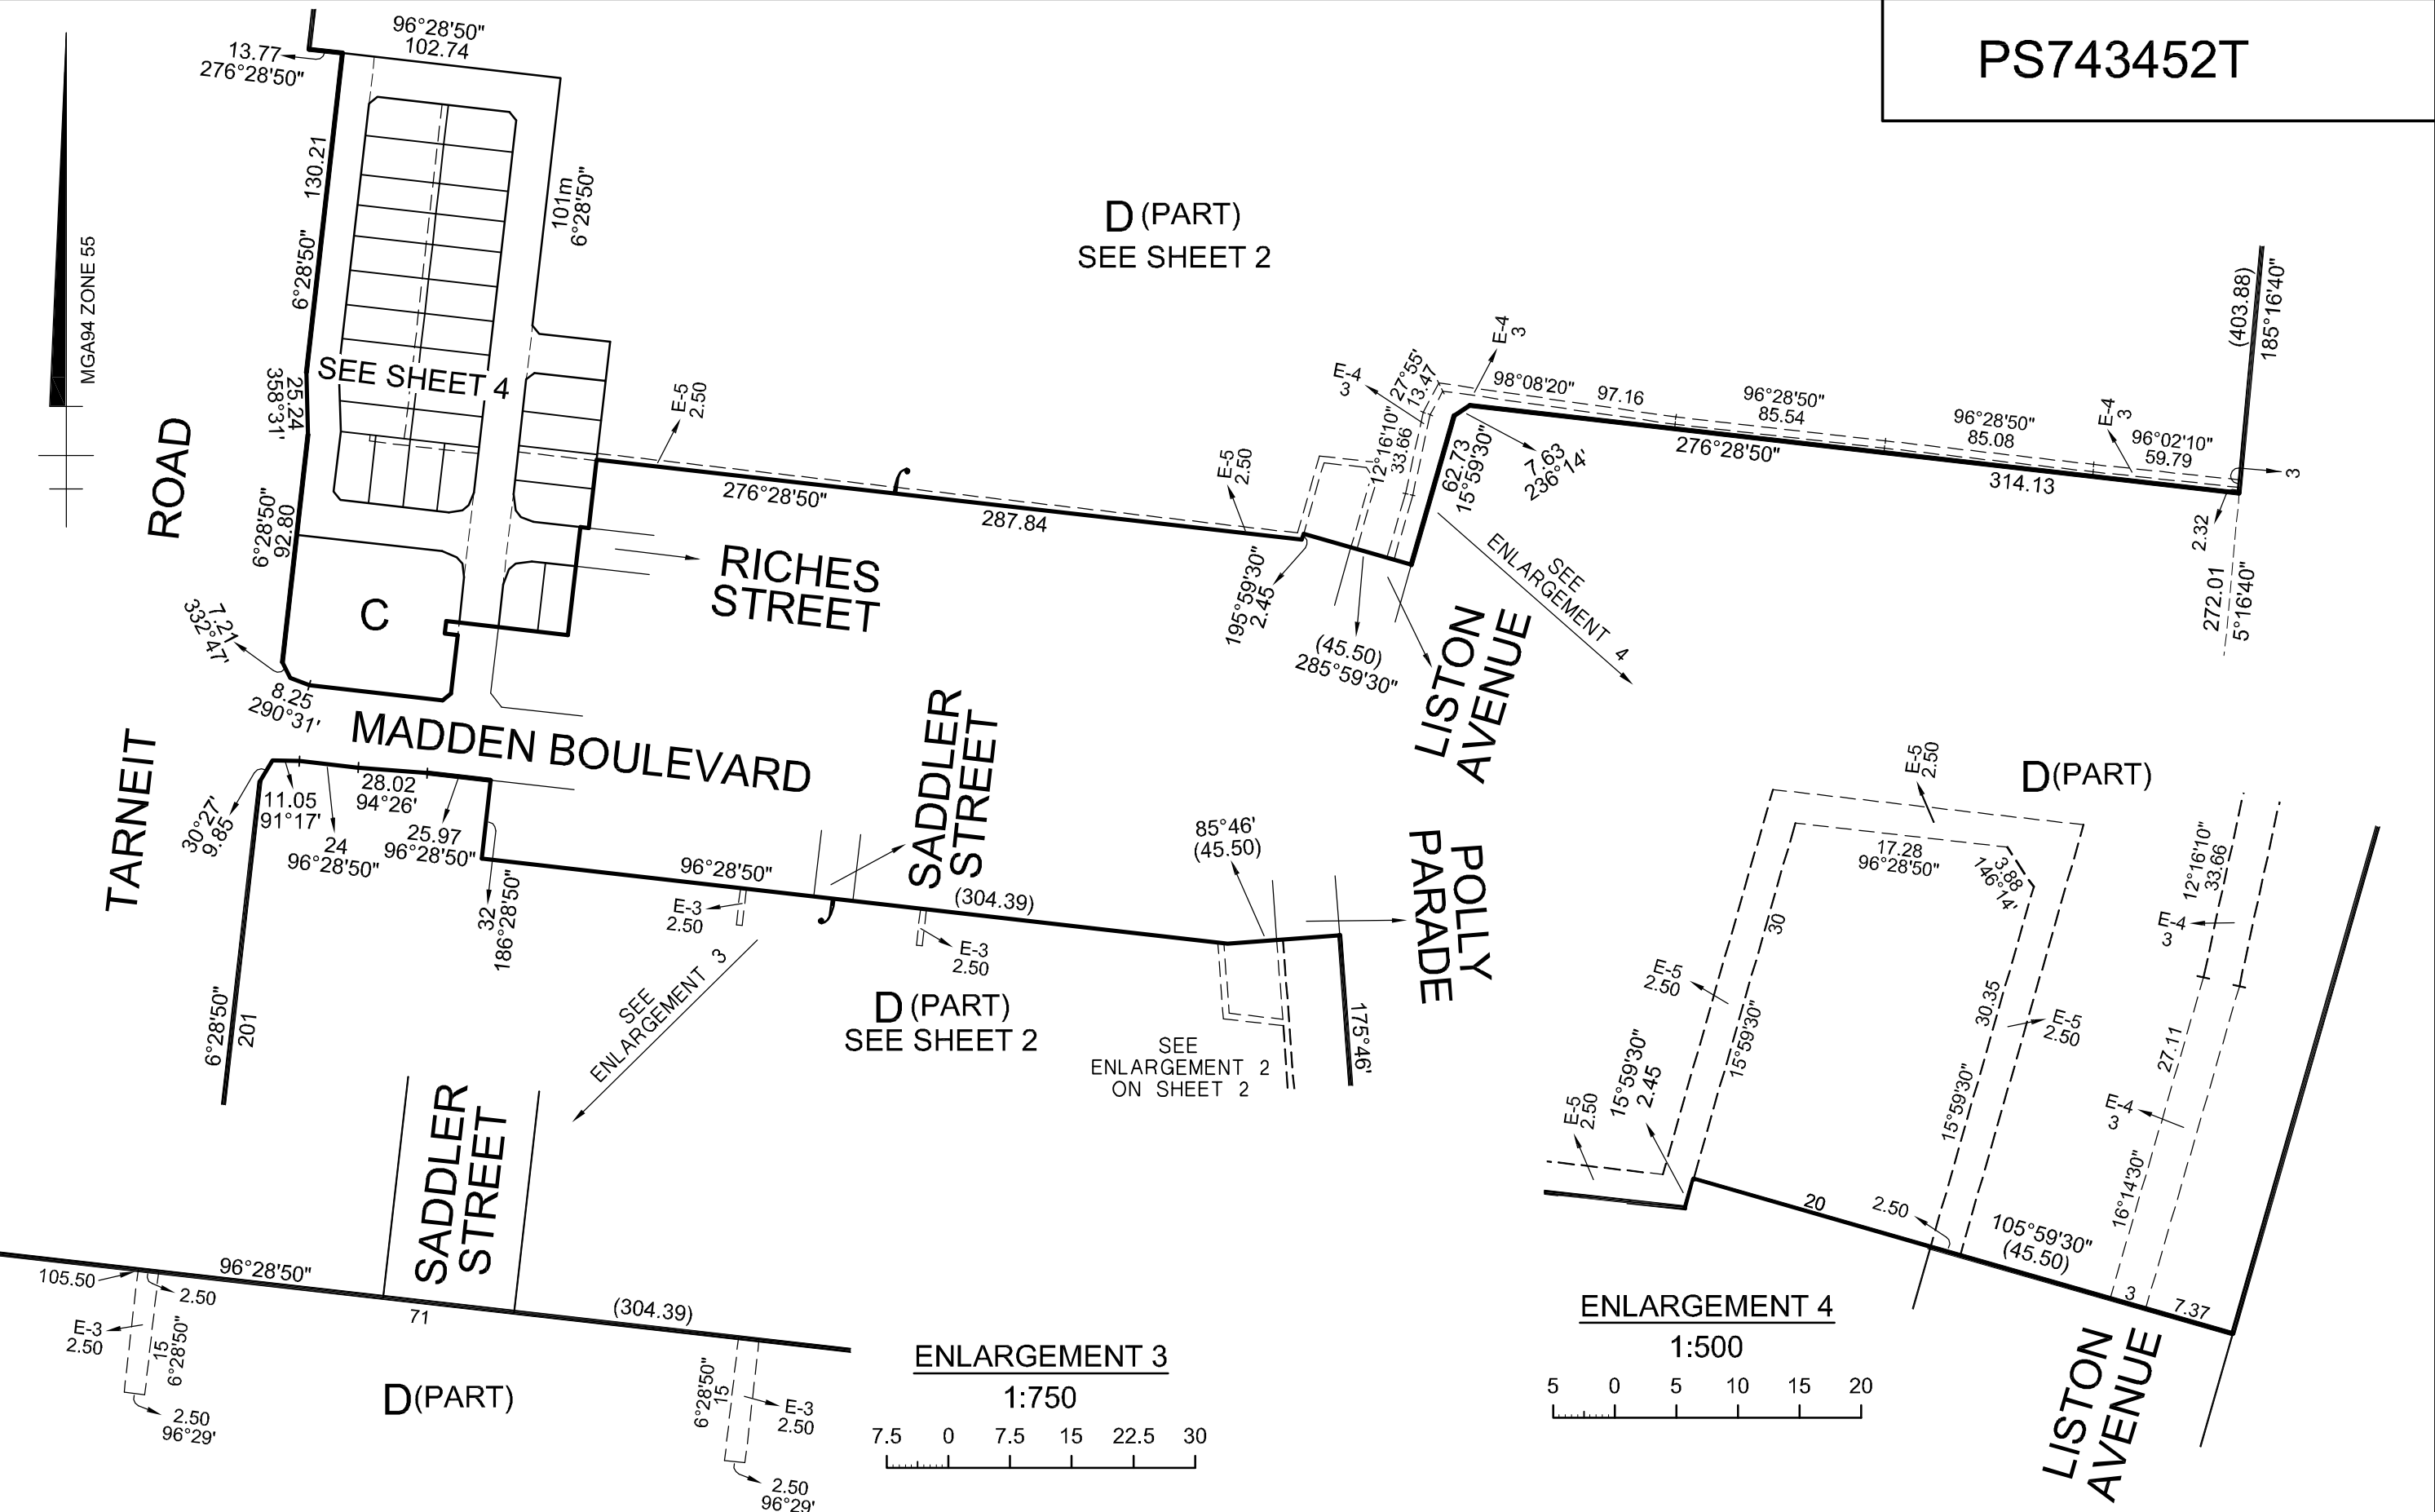 PS743452T
MGA94 ZONE 55
96°28'50"
102.74
13.77
276°28'50"
130.21
6°28'50"
101m
6°28'50"
D (PART)
SEE SHEET 2
SEE SHEET 4
25.24
358°31'
62.80
6°28'50"
7.21
332°47'
8.25
290°31'
C
ROAD
TARNEIT
E-5
2.50
276°28'50"
287.84
RICHES
STREET
E-5
2.50
195°59'30"
2.45
(45.50)
285°59'30"
E-4
3
27°55'
13.47
12°16'10"
33.66
E-4
3
62.73
15°59'30"
7.63
236°14'
98°08'20"
97.16
96°28'50"
85.54
96°28'50"
85.08
E-4
3
96°02'10"
59.79
276°28'50"
314.13
(403.88)
185°16'40"
3
2.32
272.01
5°16'40"
SEE
ENLARGEMENT 4
LISTON
AVENUE
MADDEN BOULEVARD
30°27'
9.85
11.05
91°17'
24
96°28'50"
28.02
94°26'
25.97
96°28'50"
32
186°28'50"
6°28'50"
201
SADDLER
STREET
96°28'50"
(304.39)
E-3
2.50
E-3
2.50
SEE
ENLARGEMENT 3
D (PART)
SEE SHEET 2
85°46'
(45.50)
POLLY
PARADE
175°46'
SEE
ENLARGEMENT 2
ON SHEET 2
SADDLER
STREET
105.50
96°28'50"
2.50
71
(304.39)
E-3
2.50
15
6°28'50"
2.50
96°29'
D(PART)
6°28'50"
15
E-3
2.50
2.50
96°29'
ENLARGEMENT 3
1:750
7.5 0 7.5 15 22.5 30
D(PART)
E-5
2.50
17.28
96°28'50"
3.88
146°14'
30
15°59'30"
E-5
2.50
15°59'30"
2.45
E-5
2.50
30.35
15°59'30"
E-5
2.50
12°16'10"
33.66
E-4
3
27.11
16°14'30"
E-4
3
20
2.50
105°59'30"
(45.50)
3
7.37
LISTON
AVENUE
ENLARGEMENT 4
1:500
5 0 5 10 15 20